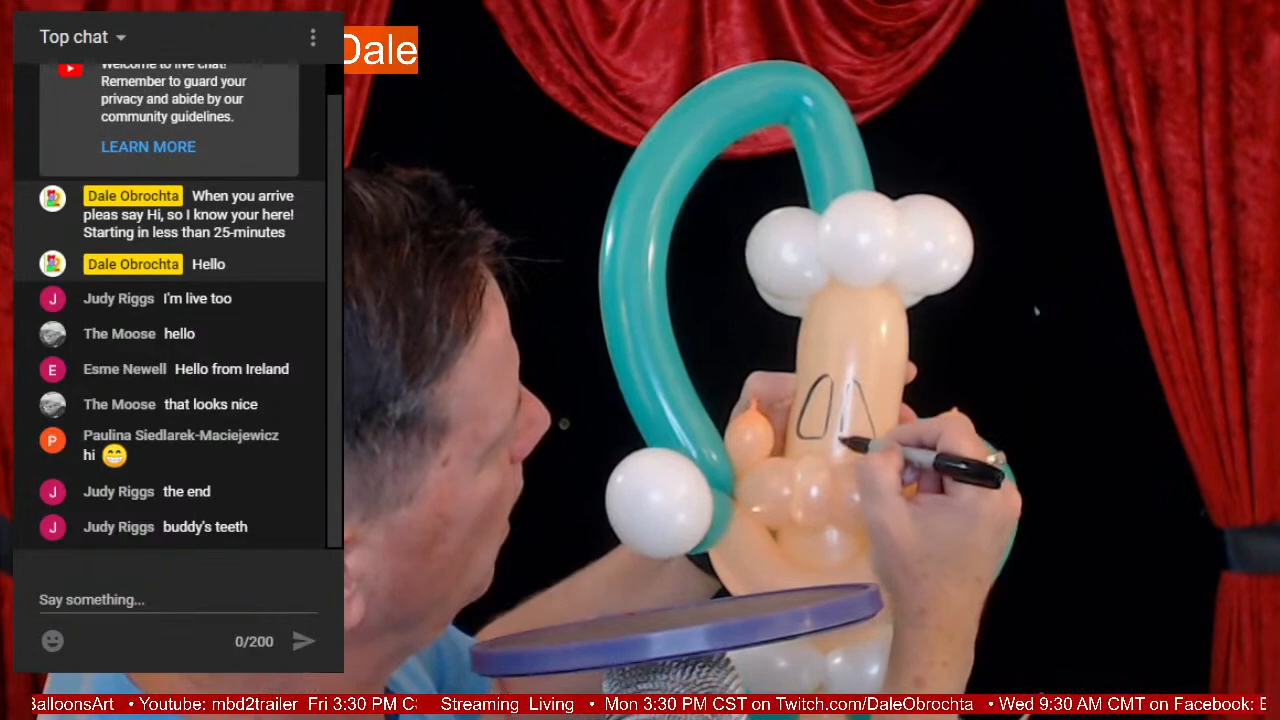 Top chat
Dale
Welcome to live chat!
Remember to guard your
privacy and abide by our
community guidelines.
LEARN MORE
Dale Obrochta When you arrive
pleas say Hi, so I know your here!
Starting in less than 25-minutes
Dale Obrochta Hello
J Judy Riggs I'm live too
The Moose hello
E Esme Newell Hello from Ireland
The Moose that looks nice
P Paulina Siedlarek-Maciejewicz
hi 😁
J Judy Riggs the end
J Judy Riggs buddy's teeth
Say something...
0/200
BalloonsArt • Youtube: mbd2trailer Fri 3:30 PM C Streaming Living • Mon 3:30 PM CST on Twitch.com/DaleObrochta • Wed 9:30 AM CMT on Facebook: